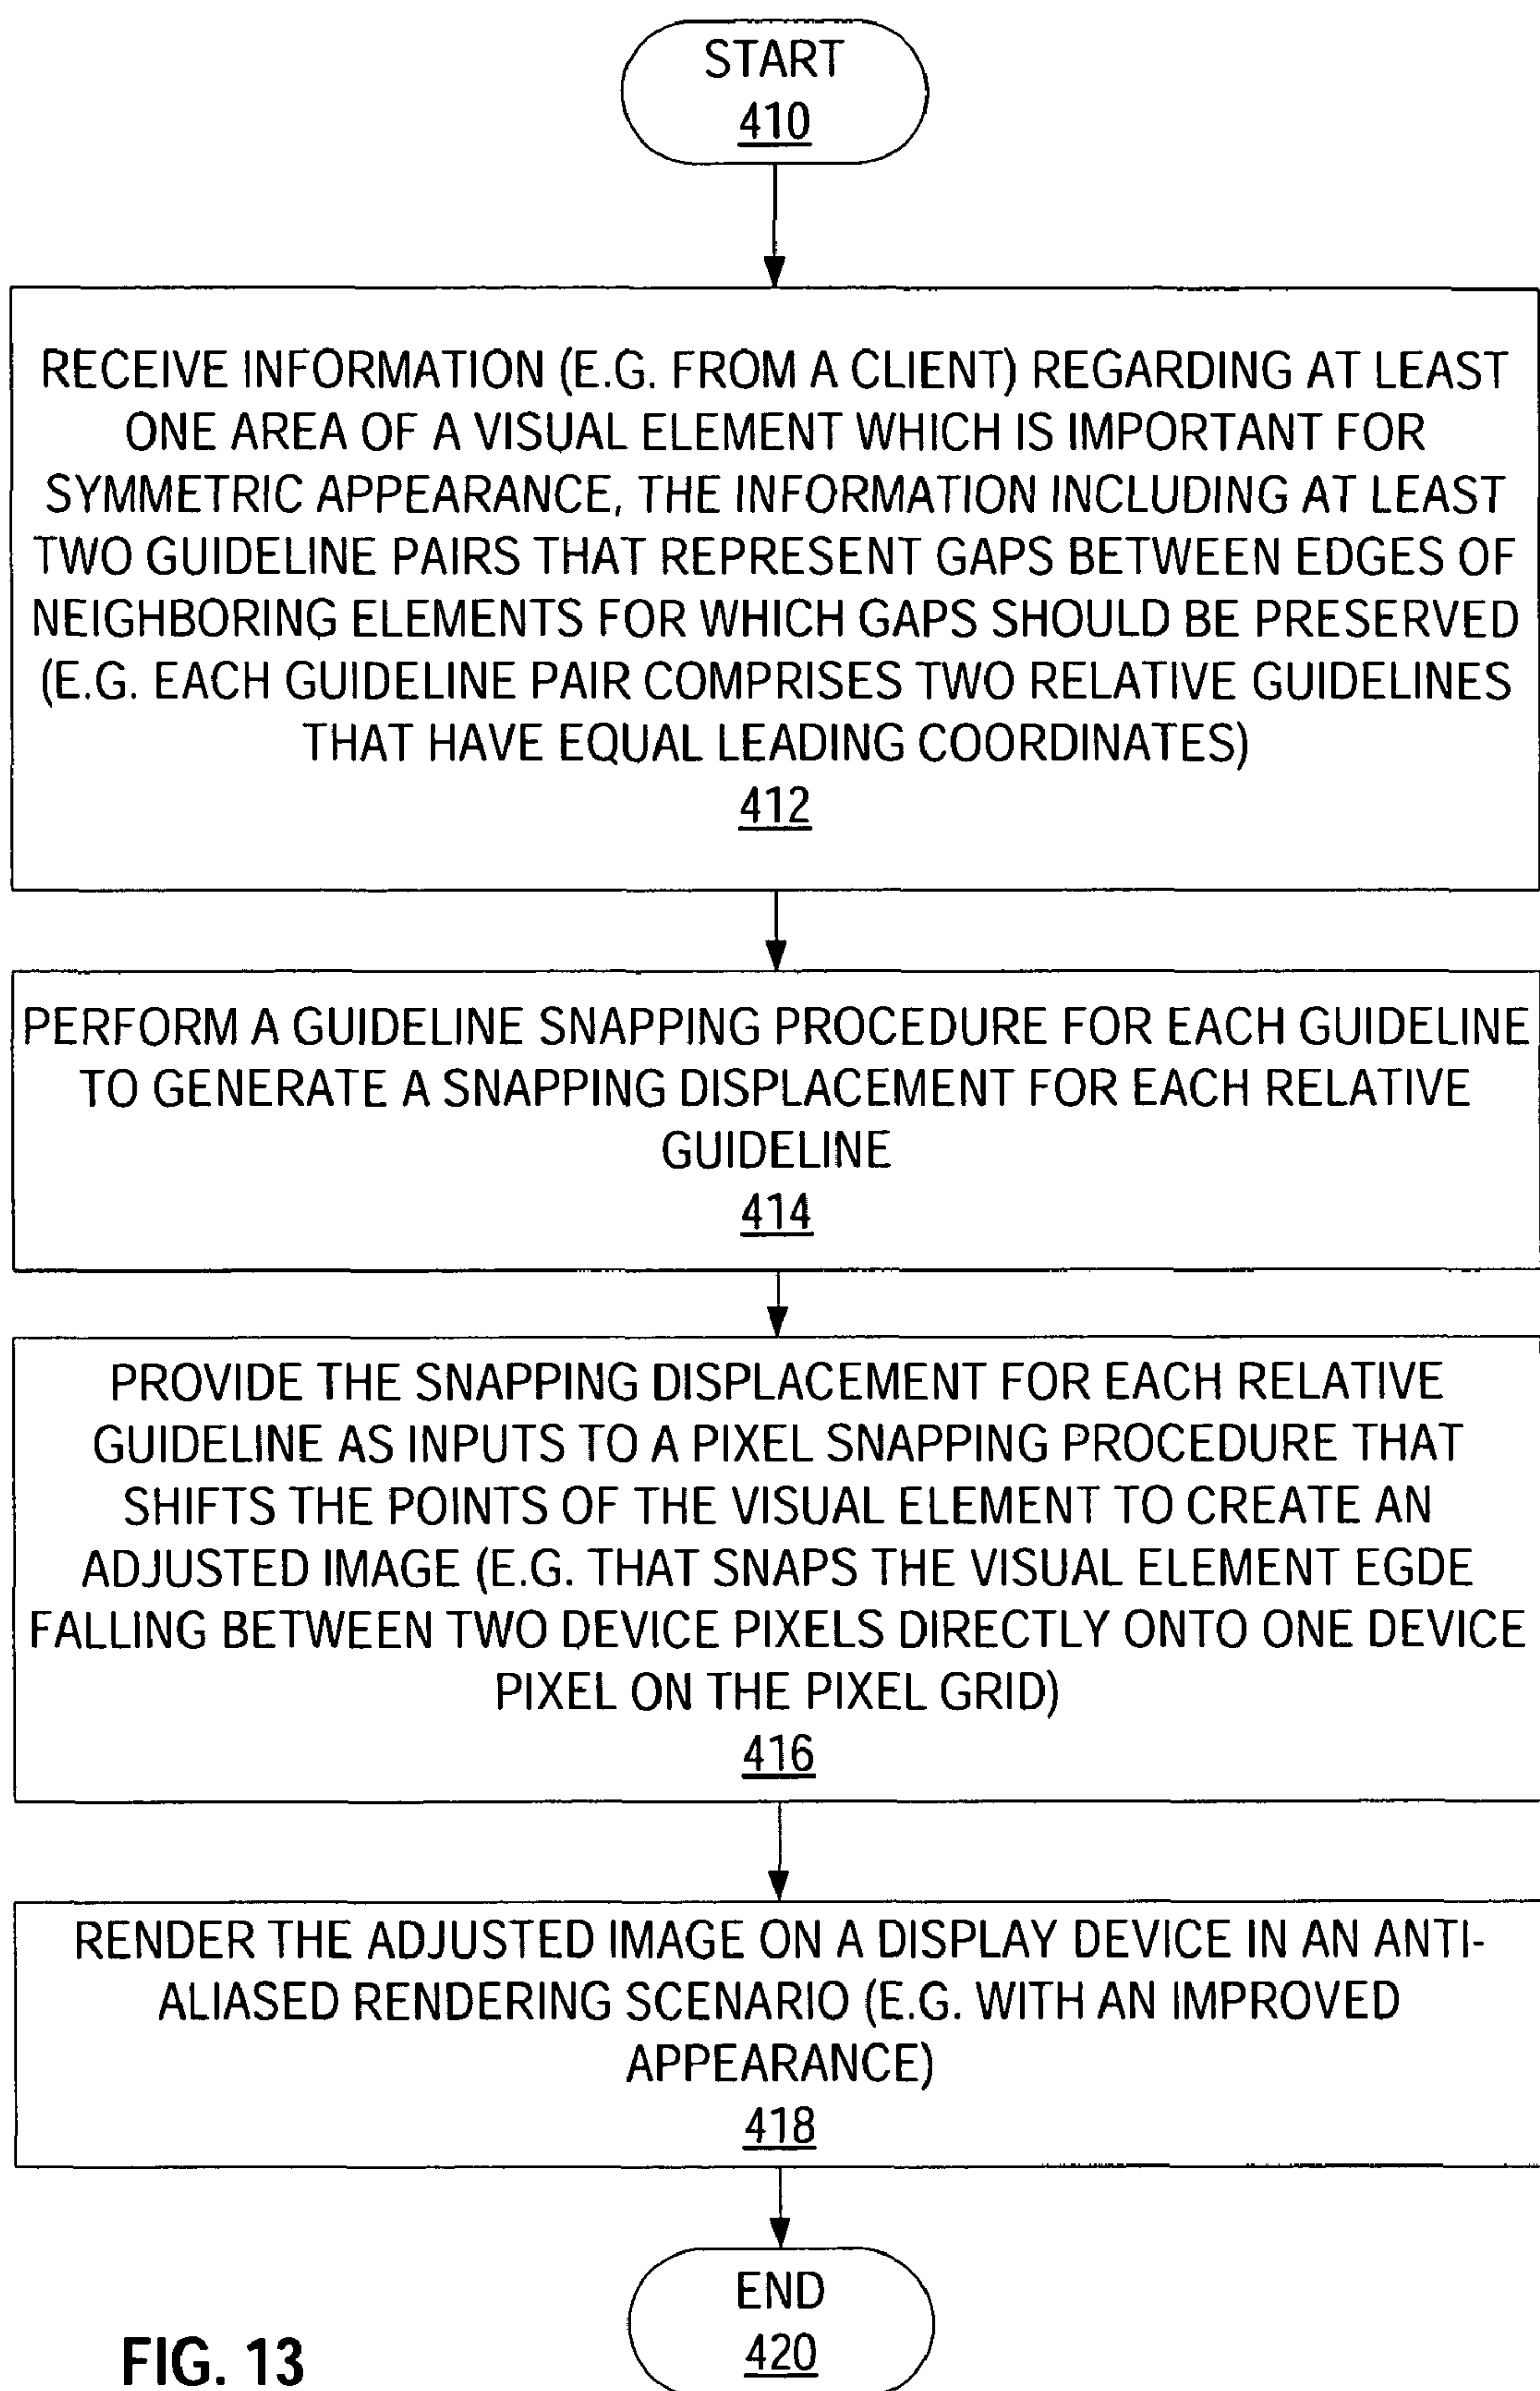 START
410
RECEIVE INFORMATION (E.G. FROM A CLIENT) REGARDING AT LEAST
ONE AREA OF A VISUAL ELEMENT WHICH IS IMPORTANT FOR
SYMMETRIC APPEARANCE, THE INFORMATION INCLUDING AT LEAST
TWO GUIDELINE PAIRS THAT REPRESENT GAPS BETWEEN EDGES OF
NEIGHBORING ELEMENTS FOR WHICH GAPS SHOULD BE PRESERVED
(E.G. EACH GUIDELINE PAIR COMPRISES TWO RELATIVE GUIDELINES
THAT HAVE EQUAL LEADING COORDINATES)
412
PERFORM A GUIDELINE SNAPPING PROCEDURE FOR EACH GUIDELINE
TO GENERATE A SNAPPING DISPLACEMENT FOR EACH RELATIVE
GUIDELINE
414
PROVIDE THE SNAPPING DISPLACEMENT FOR EACH RELATIVE
GUIDELINE AS INPUTS TO A PIXEL SNAPPING PROCEDURE THAT
SHIFTS THE POINTS OF THE VISUAL ELEMENT TO CREATE AN
ADJUSTED IMAGE (E.G. THAT SNAPS THE VISUAL ELEMENT EGDE
FALLING BETWEEN TWO DEVICE PIXELS DIRECTLY ONTO ONE DEVICE
PIXEL ON THE PIXEL GRID)
416
RENDER THE ADJUSTED IMAGE ON A DISPLAY DEVICE IN AN ANTI-
ALIASED RENDERING SCENARIO (E.G. WITH AN IMPROVED
APPEARANCE)
418
END
420
FIG. 13